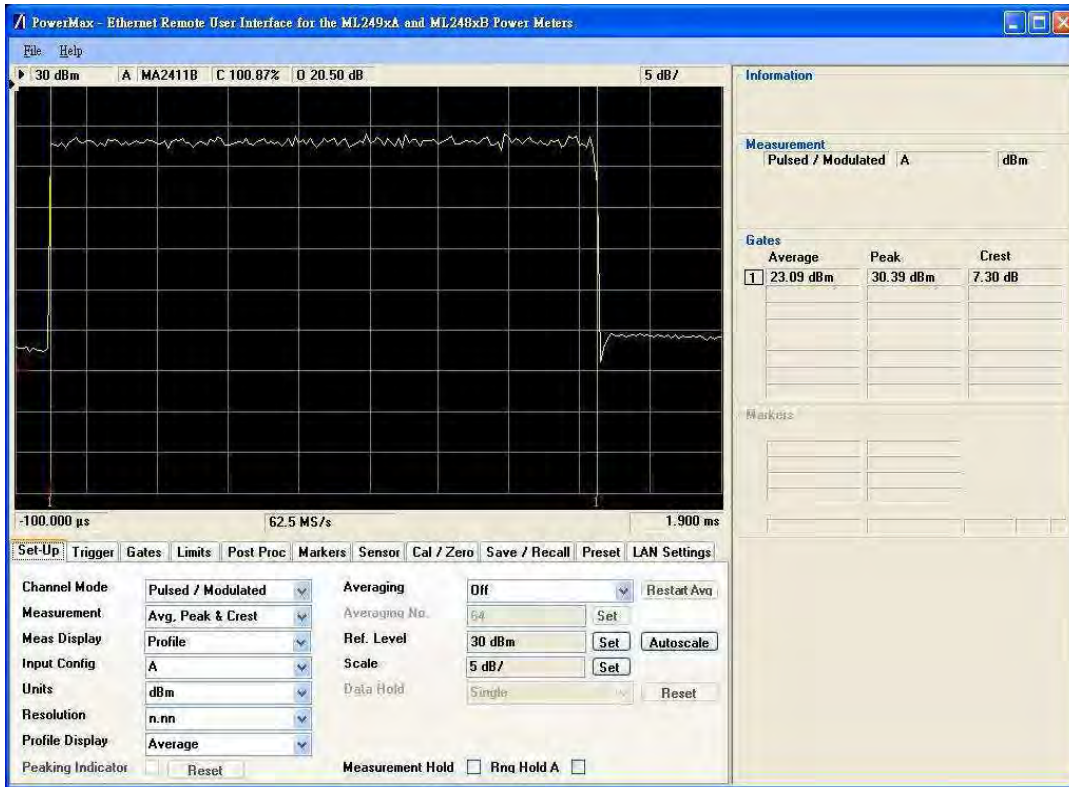 PowerMax - Ethernet Remote User Interface for the ML249xA and ML248xB Power Meters
File Help
30 dBm A MA2411B C 100.87% O 20.50 dB 5 dB/
1 1
-100.000 µs 62.5 MS/s 1.900 ms
Information
Measurement
Pulsed / Modulated A dBm
Gates
Average Peak Crest
1 23.09 dBm 30.39 dBm 7.30 dB
Markers
Set-Up Trigger Gates Limits Post Proc Markers Sensor Cal / Zero Save / Recall Preset LAN Settings
Channel Mode Pulsed / Modulated Averaging Off Restart Avg
Measurement Avg, Peak & Crest Averaging No. 64 Set
Meas Display Profile Ref. Level 30 dBm Set Autoscale
Input Config A Scale 5 dB/ Set
Units dBm Data Hold Single Reset
Resolution n.nn
Profile Display Average
Peaking Indicator Reset Measurement Hold Rng Hold A